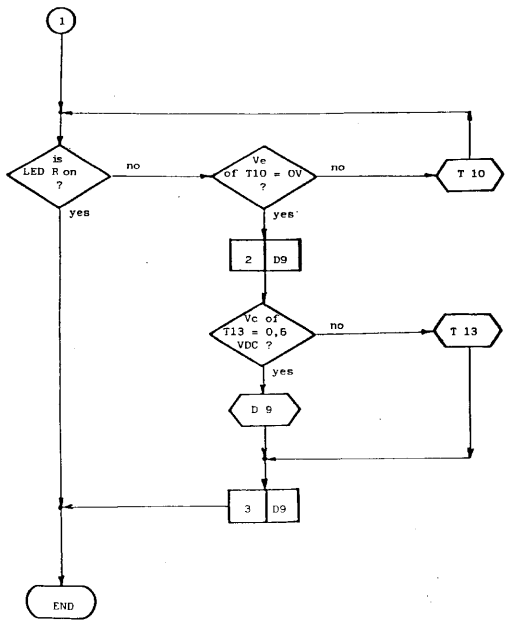 1
is
LED R on
?
no
yes
Ve
of T10 = OV
?
no
T 10
yes
2 D9
Vc of
T13 = 0,6
VDC ?
no
T 13
yes
D 9
3 D9
END